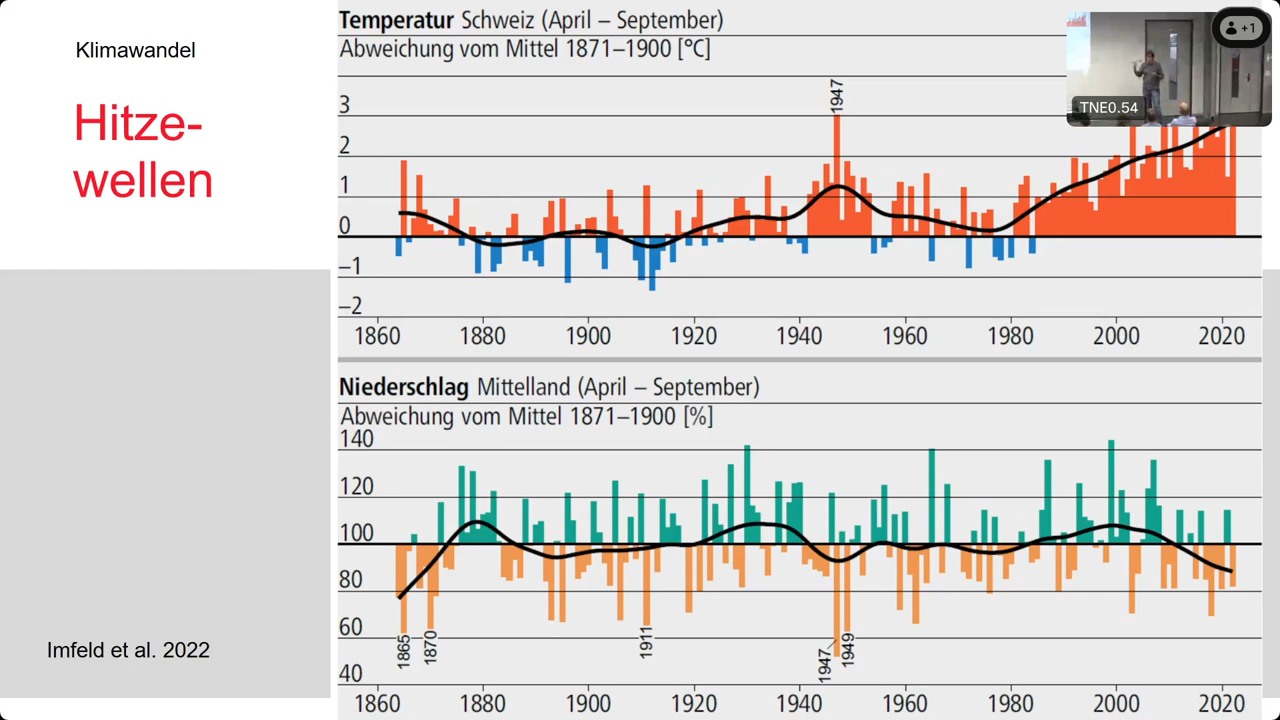 Klimawandel
Hitze-
wellen
Imfeld et al. 2022
Temperatur Schweiz (April – September)
Abweichung vom Mittel 1871–1900 [°C]
1947
3
2
1
0
–1
–2
1860 1880 1900 1920 1940 1960 1980 2000 2020
Niederschlag Mittelland (April – September)
Abweichung vom Mittel 1871–1900 [%]
140
120
100
80
60
40
1865 1870 1911 1947 1949
1860 1880 1900 1920 1940 1960 1980 2000 2020
+1
TNE0.54